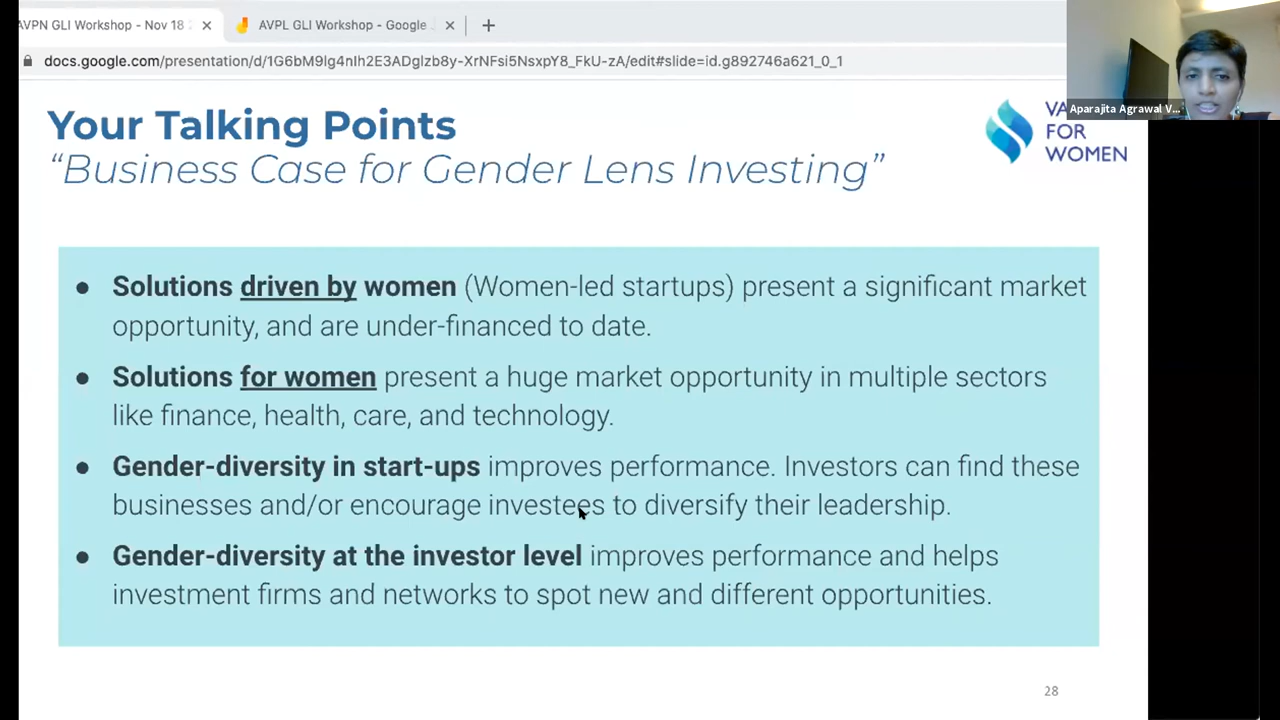 AVPN GLI Workshop - Nov 18
AVPL GLI Workshop - Google
docs.google.com/presentation/d/1G6bM9lg4nIh2E3ADglzb8y-XrNFsi5NsxpY8_FkU-zA/edit#slide=id.g892746a621_0_1
Aparajita Agrawal V...
Your Talking Points
“Business Case for Gender Lens Investing”
FOR
WOMEN
● Solutions driven by women (Women-led startups) present a significant market
opportunity, and are under-financed to date.
● Solutions for women present a huge market opportunity in multiple sectors
like finance, health, care, and technology.
● Gender-diversity in start-ups improves performance. Investors can find these
businesses and/or encourage investees to diversify their leadership.
● Gender-diversity at the investor level improves performance and helps
investment firms and networks to spot new and different opportunities.
28